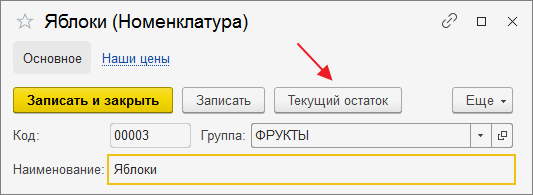 Яблоки (Номенклатура)
Основное Наши цены
Записать и закрыть Записать Текущий остаток Еще
Код: 00003 Группа: ФРУКТЫ
Наименование: Яблоки